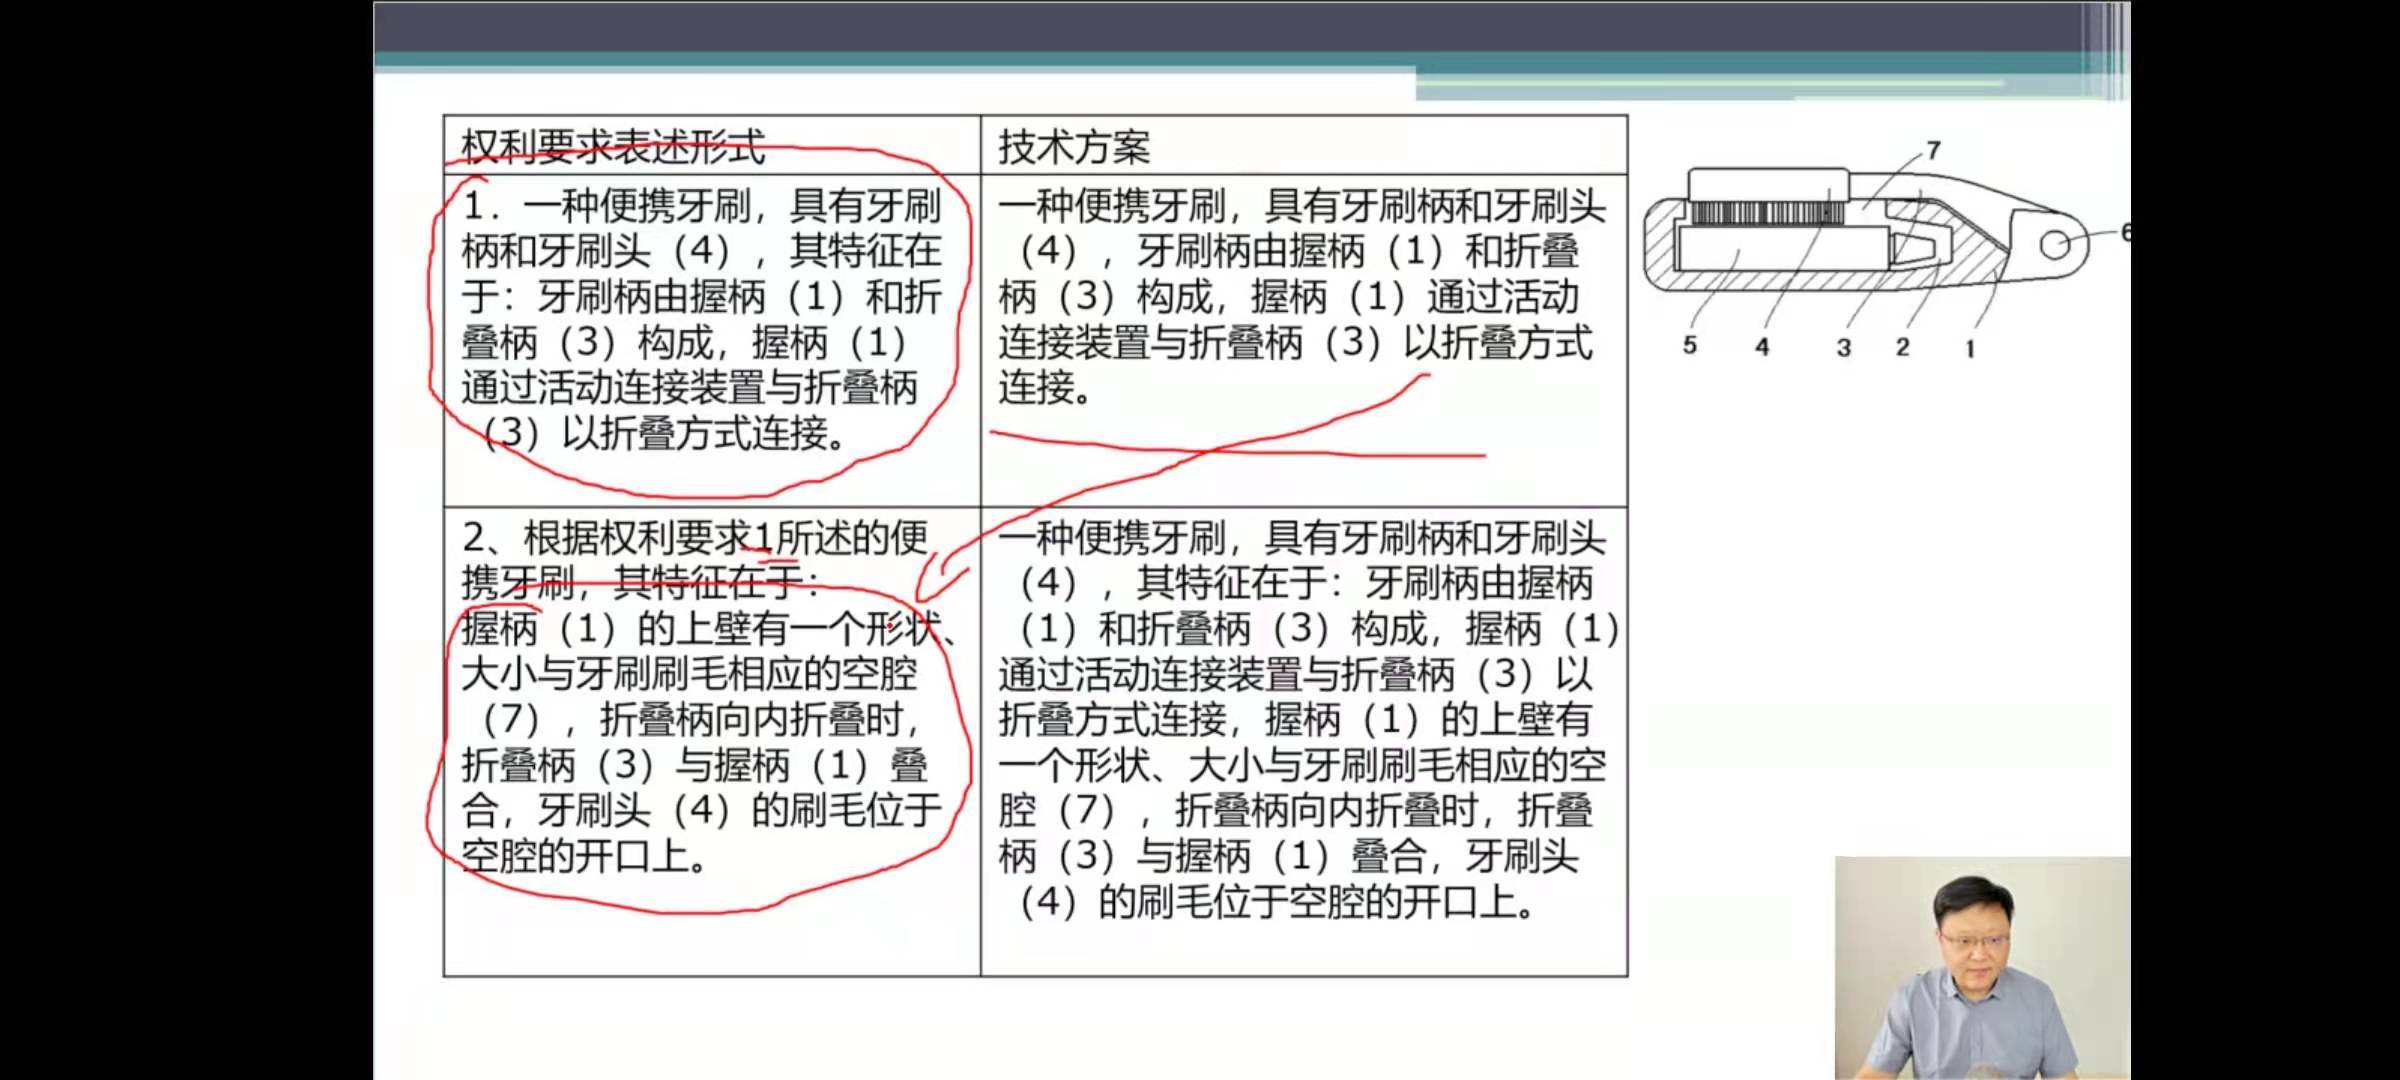 权利要求表述形式
技术方案
1. 一种便携牙刷，具有牙刷
柄和牙刷头（4），其特征在
于：牙刷柄由握柄（1）和折
叠柄（3）构成，握柄（1）
通过活动连接装置与折叠柄
（3）以折叠方式连接。
一种便携牙刷，具有牙刷柄和牙刷头
（4），牙刷柄由握柄（1）和折叠
柄（3）构成，握柄（1）通过活动
连接装置与折叠柄（3）以折叠方式
连接。
2、根据权利要求1所述的便
携牙刷，其特征在于：
握柄（1）的上壁有一个形状、
大小与牙刷刷毛相应的空腔
（7），折叠柄向内折叠时，
折叠柄（3）与握柄（1）叠
合，牙刷头（4）的刷毛位于
空腔的开口上。
一种便携牙刷，具有牙刷柄和牙刷头
（4），其特征在于：牙刷柄由握柄
（1）和折叠柄（3）构成，握柄（1）
通过活动连接装置与折叠柄（3）以
折叠方式连接，握柄（1）的上壁有
一个形状、大小与牙刷刷毛相应的空
腔（7），折叠柄向内折叠时，折叠
柄（3）与握柄（1）叠合，牙刷头
（4）的刷毛位于空腔的开口上。
7
6
5 4 3 2 1